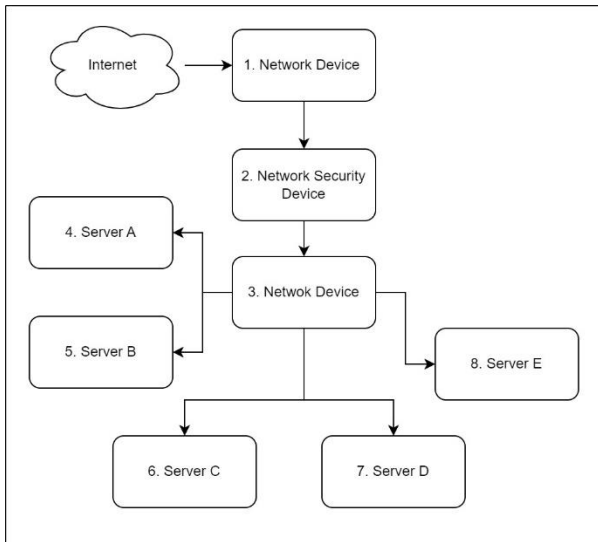 Internet
1. Network Device
2. Network Security
Device
4. Server A
3. Netwok Device
5. Server B
8. Server E
6. Server C
7. Server D